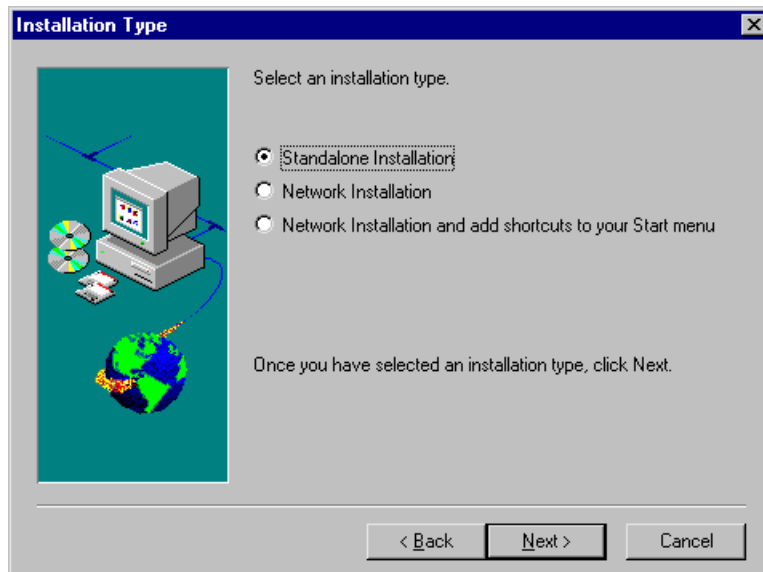 Installation Type
Select an installation type.
Standalone Installation
Network Installation
Network Installation and add shortcuts to your Start menu
Once you have selected an installation type, click Next.
< Back
Next >
Cancel